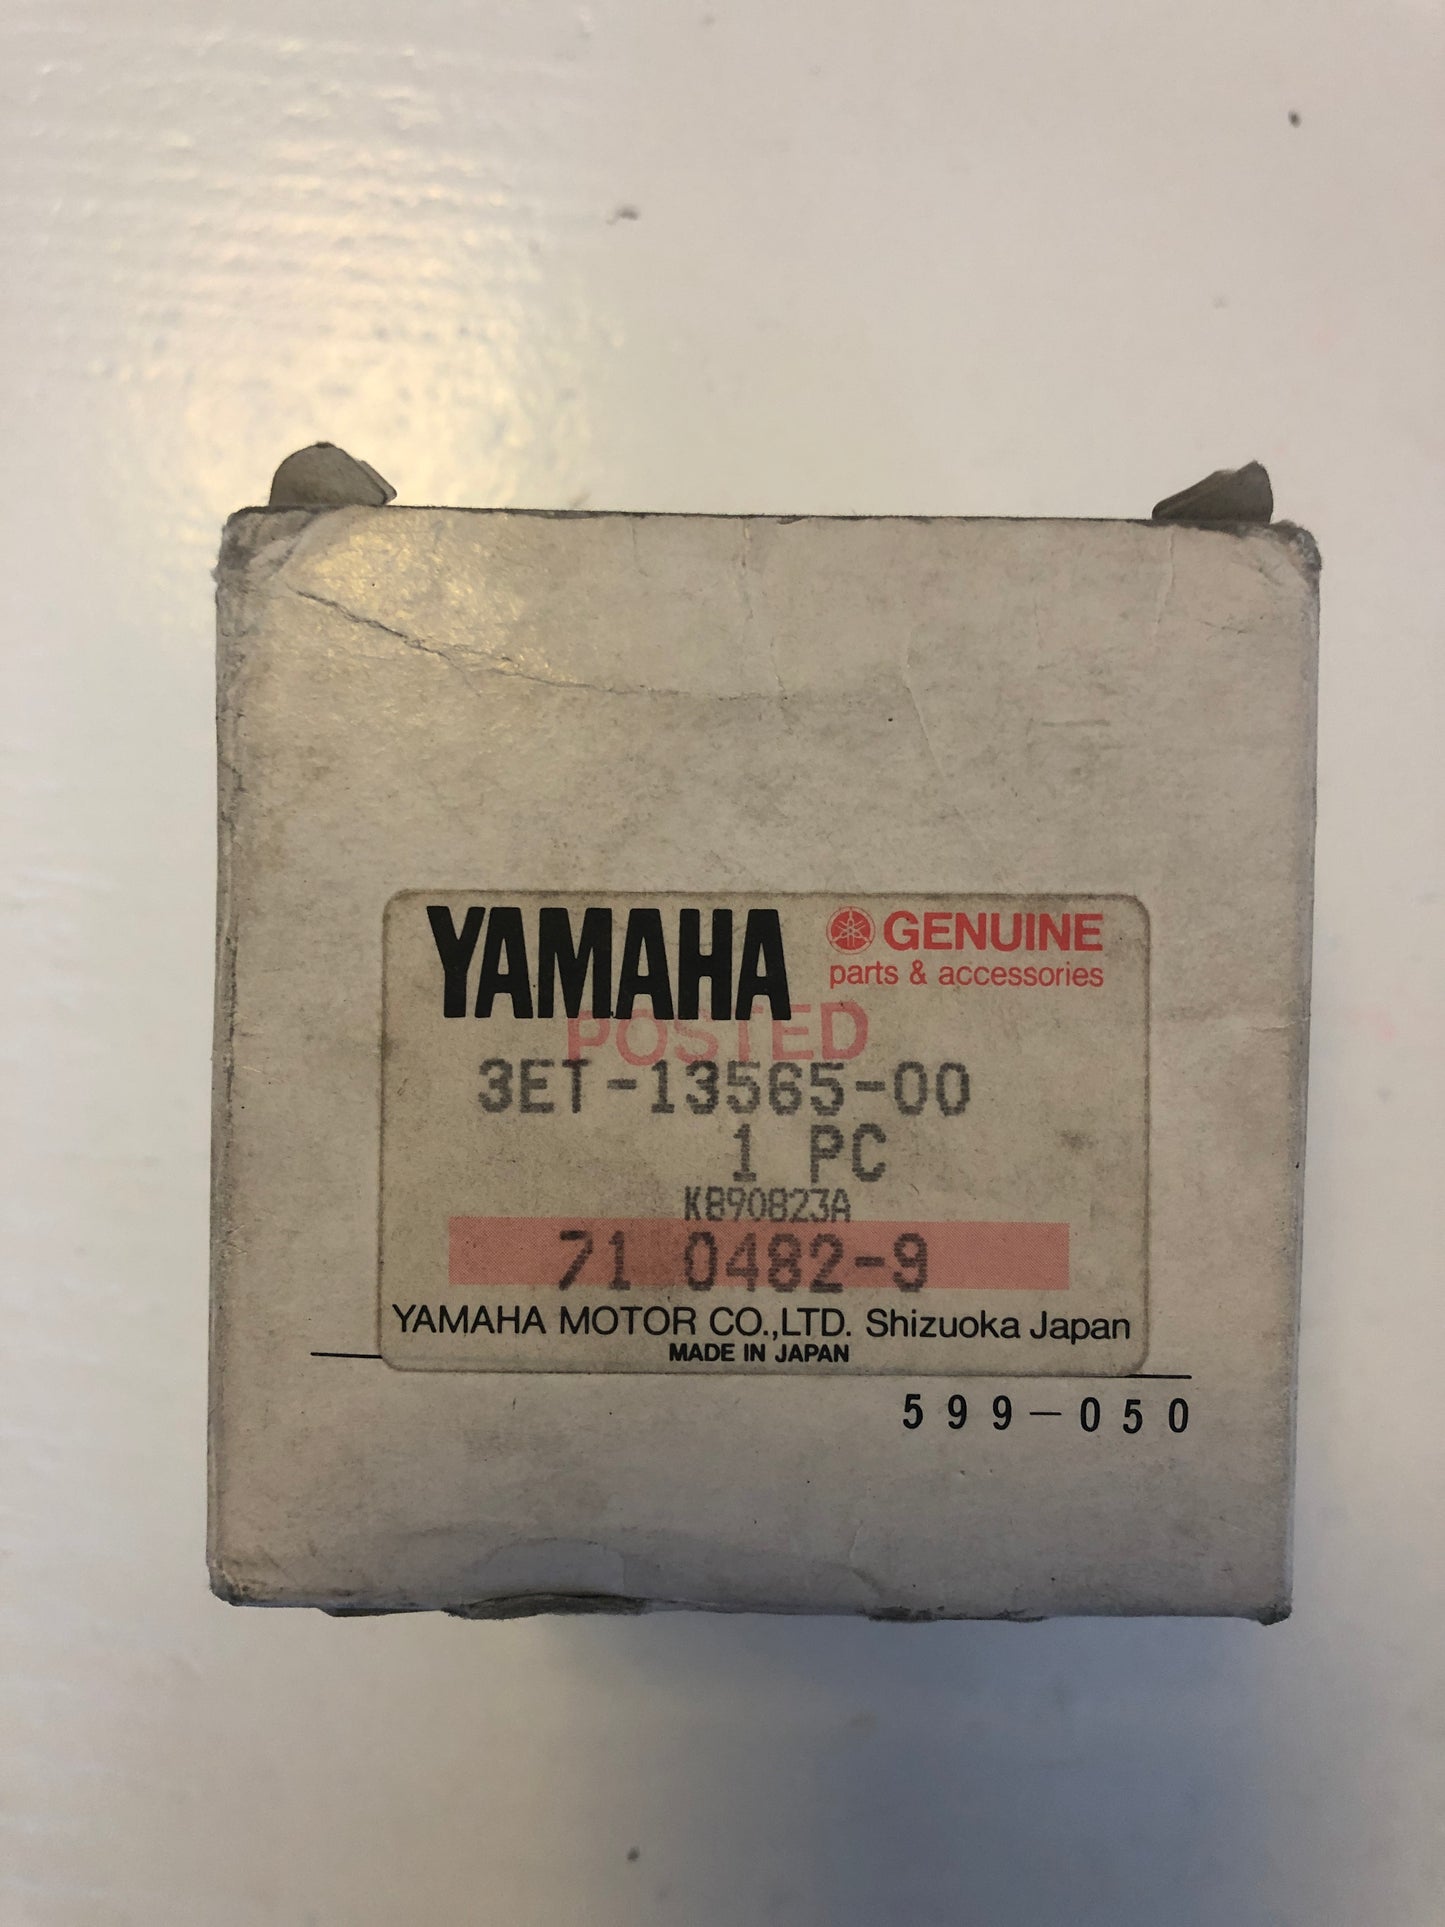 YAMAHA GENUINE
parts & accessories
POSTED
3ET-13565-00
1 PC
K890823A
71 0482-9
YAMAHA MOTOR CO.,LTD. Shizuoka Japan
MADE IN JAPAN
599-050